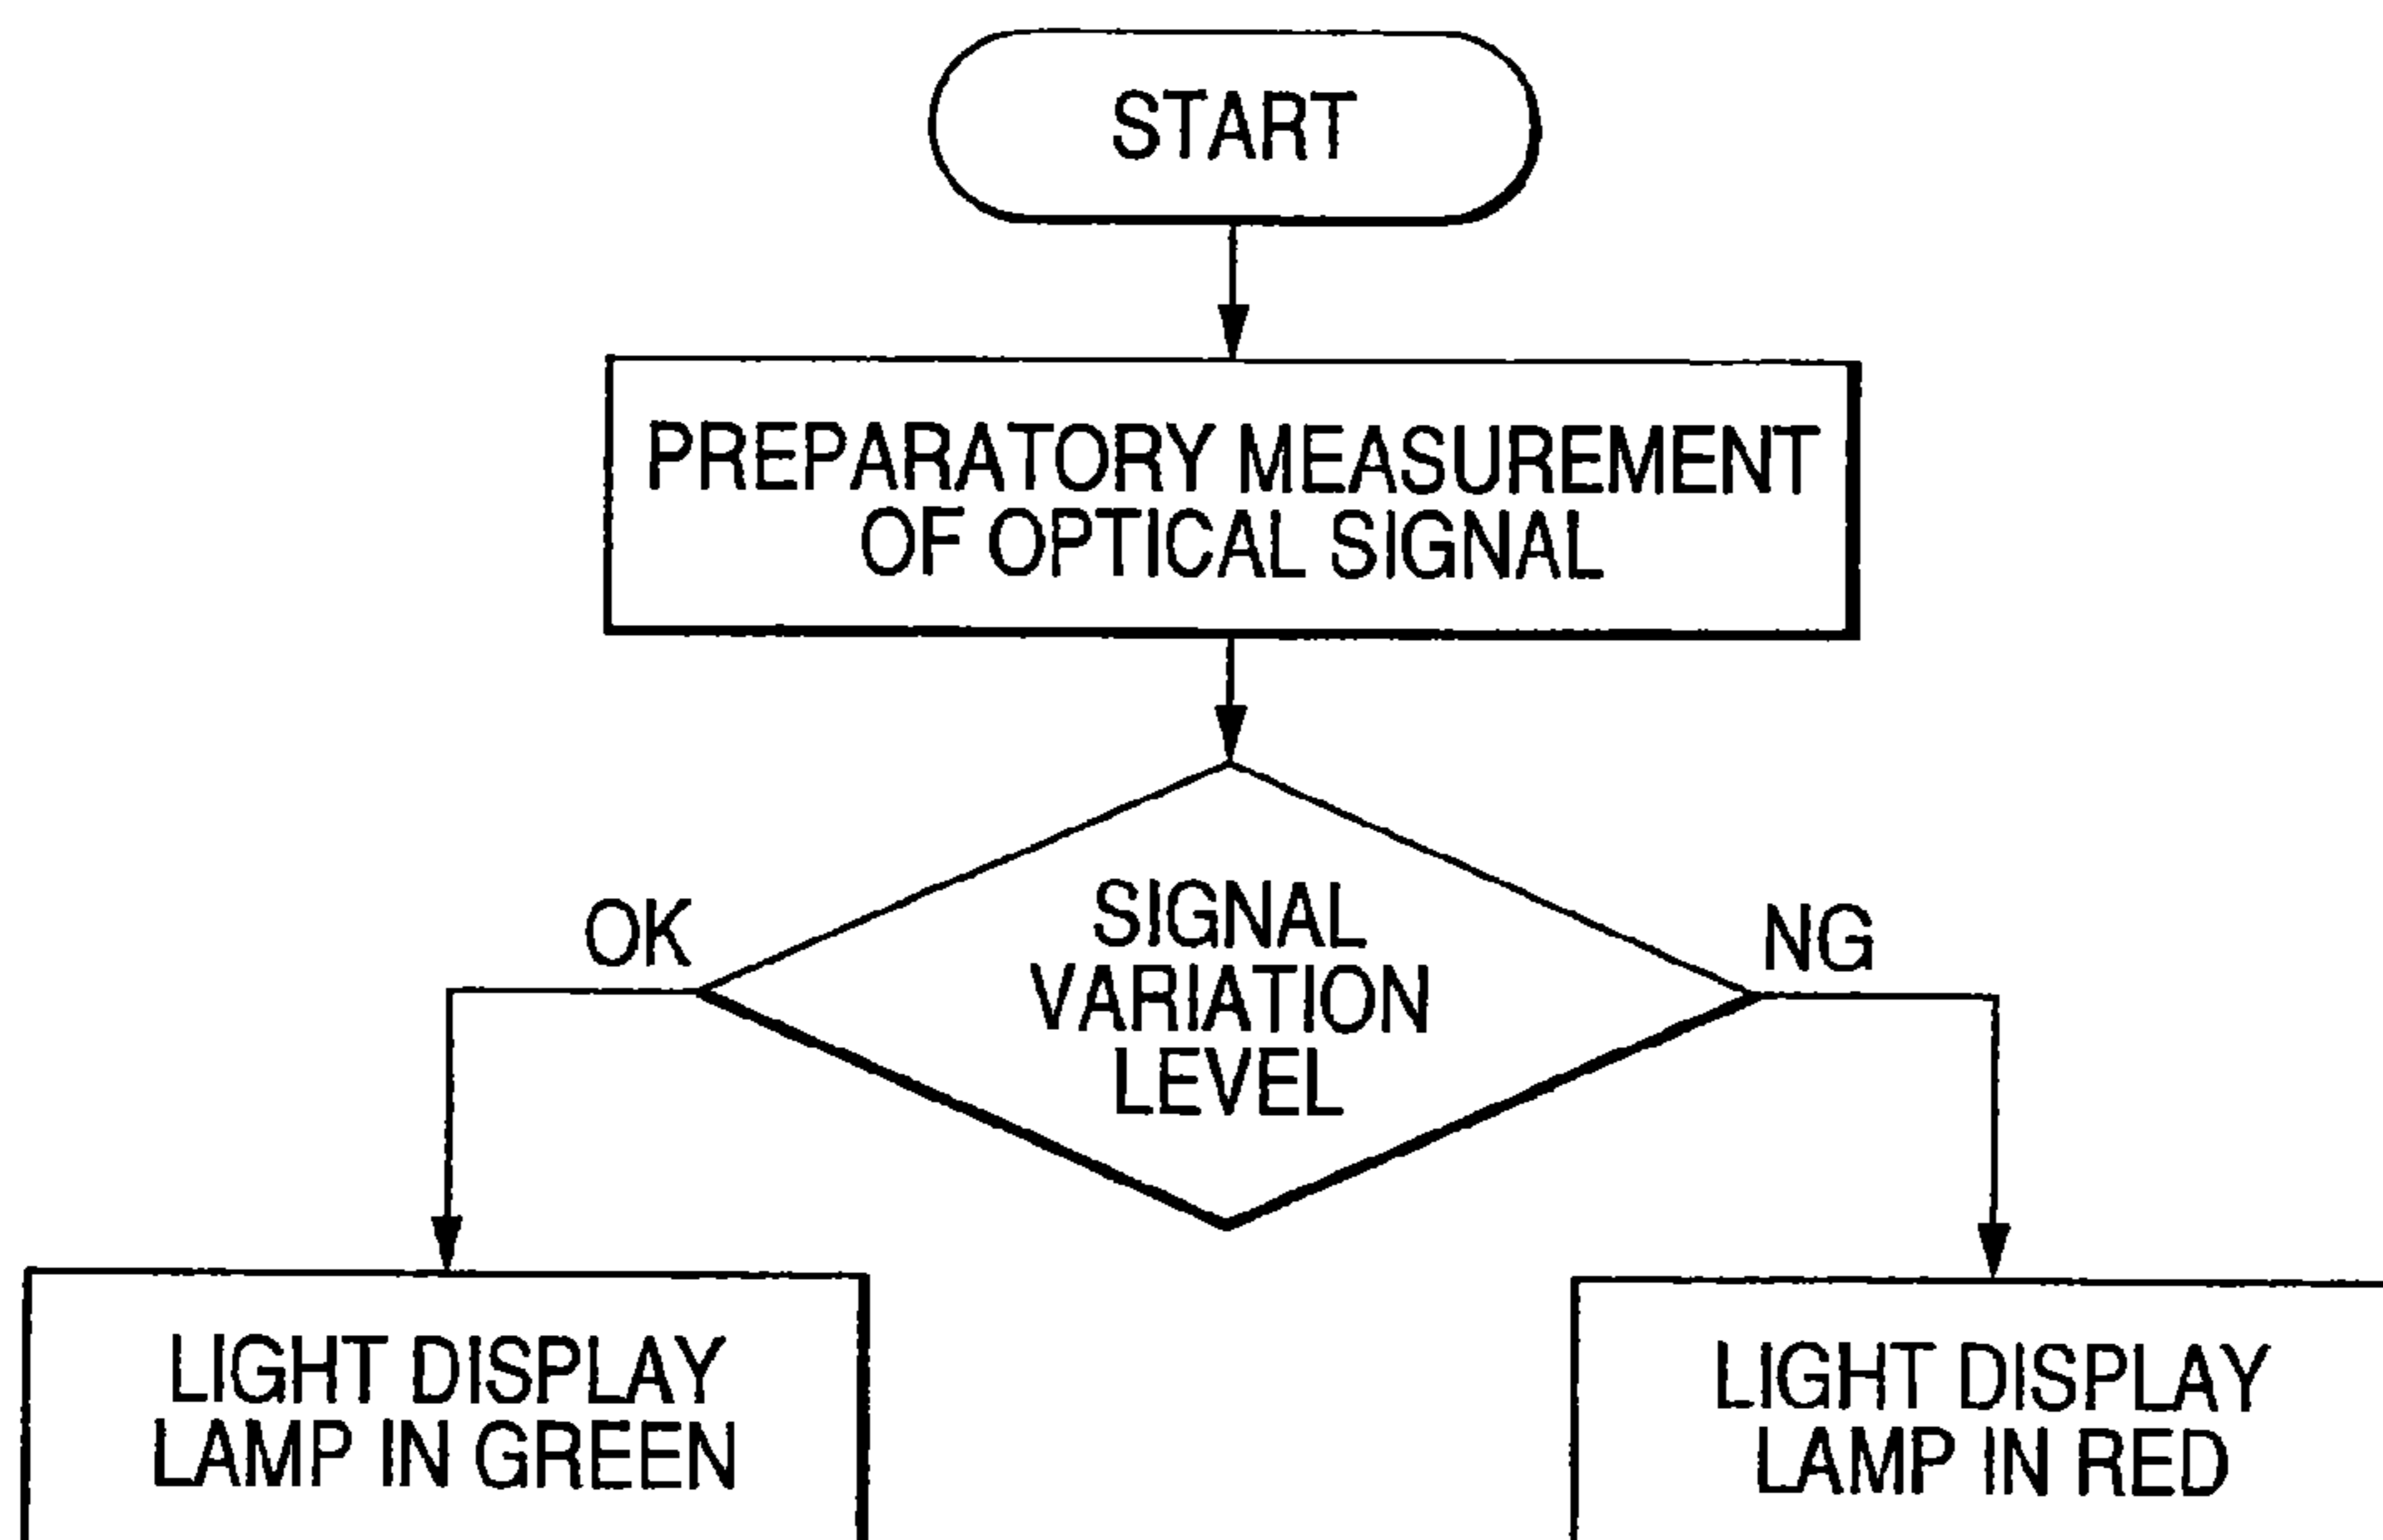 START
PREPARATORY MEASUREMENT
OF OPTICAL SIGNAL
SIGNAL
VARIATION
LEVEL
OK
NG
LIGHT DISPLAY
LAMP IN GREEN
LIGHT DISPLAY
LAMP IN RED